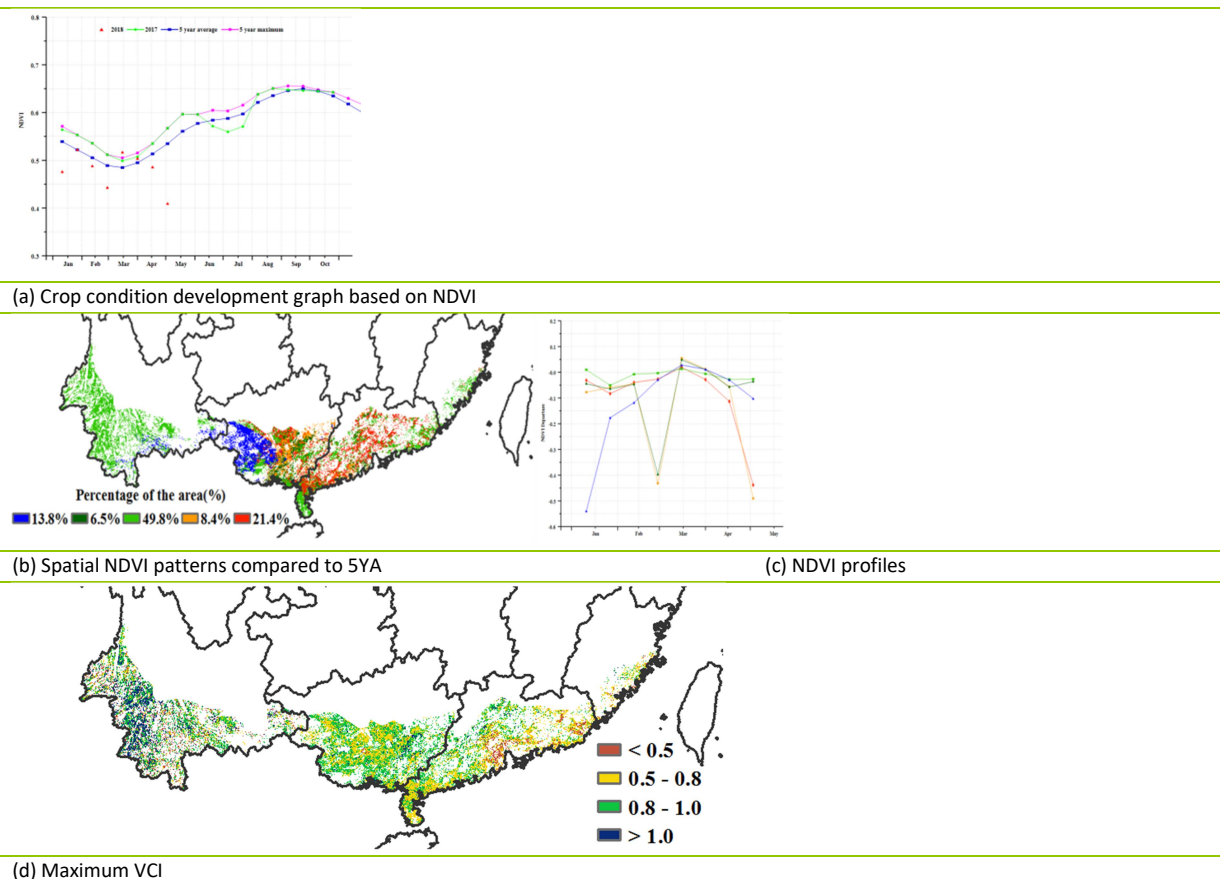 0.8
2018 2017 5 year average 5 year maximum
0.7
0.6
NDVI
0.5
0.4
0.3
Jan Feb Mar Apr May Jun Jul Aug Sep Oct
(a) Crop condition development graph based on NDVI
Percentage of the area(%)
13.8% 6.5% 49.8% 8.4% 21.4%
0.2
0.1
-0.0
-0.1
-0.2
NDVI Departure
-0.3
-0.4
-0.5
-0.6
Jan Feb Mar Apr May
(b) Spatial NDVI patterns compared to 5YA (c) NDVI profiles
< 0.5
0.5 - 0.8
0.8 - 1.0
> 1.0
(d) Maximum VCI